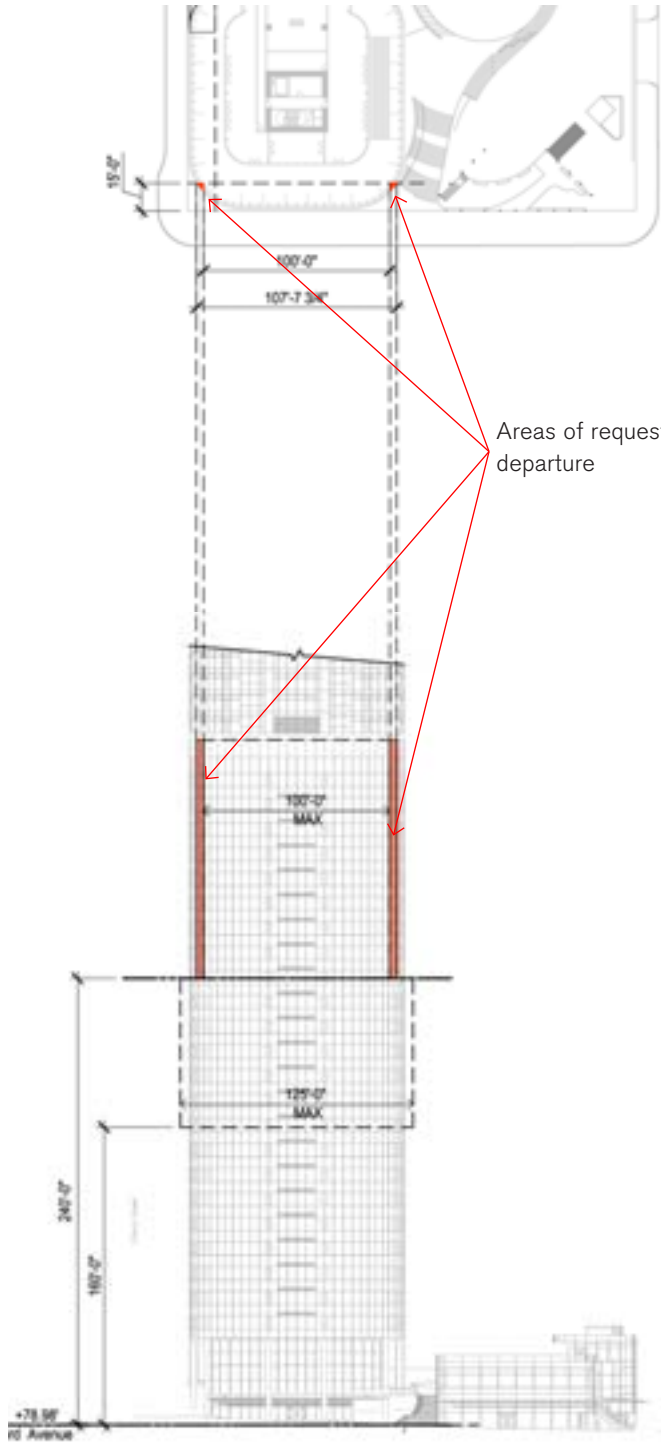 15'-0"
100'-0"
107'-7 3/4"
Areas of reques
departure
100'-0"
MAX
125'-0"
MAX
240'-0"
160'-0"
+78.98'
rd Avenue